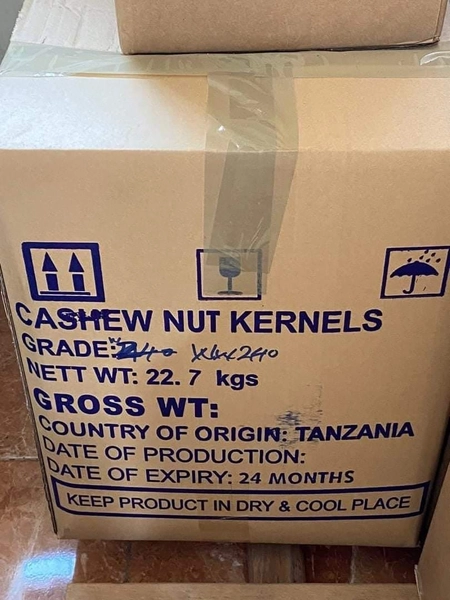 CASHEW NUT KERNELS
GRADE: 240
NETT WT: 22.7 kgs
GROSS WT:
COUNTRY OF ORIGIN: TANZANIA
DATE OF PRODUCTION:
DATE OF EXPIRY: 24 MONTHS
KEEP PRODUCT IN DRY & COOL PLACE